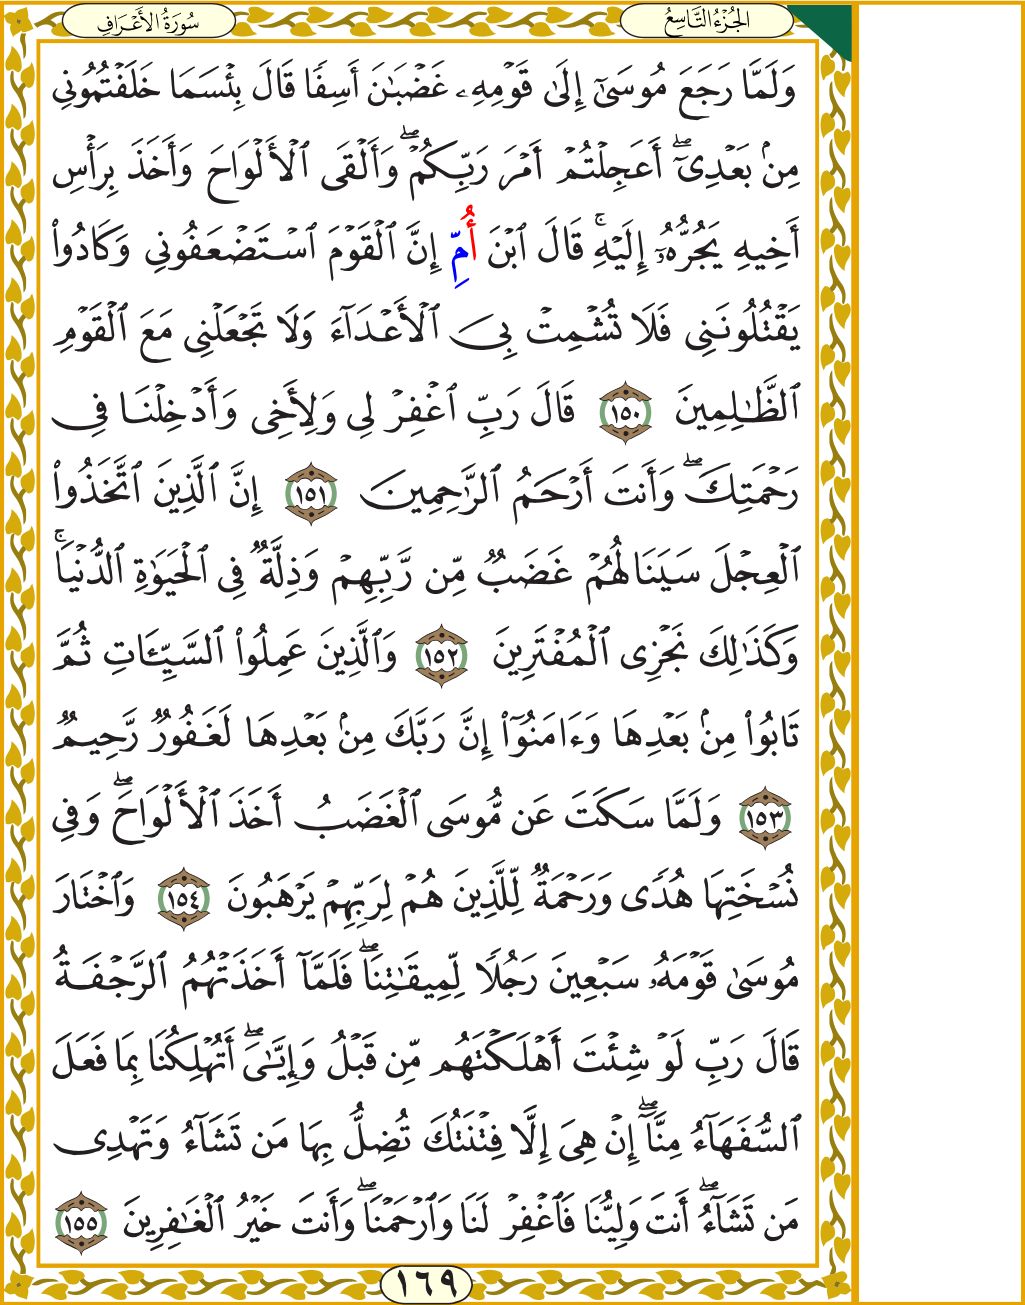 الجُزْءُ التَّاسِعُ
سُورَةُ الأَعْرَافِ
وَلَمَّا رَجَعَ مُوسَىٰٓ إِلَىٰ قَوْمِهِۦ غَضْبَٰنَ أَسِفًا قَالَ بِئْسَمَا خَلَفْتُمُونِي
مِنۢ بَعْدِيٓۖ أَعَجِلْتُمْ أَمْرَ رَبِّكُمْۖ وَأَلْقَى ٱلْأَلْوَاحَ وَأَخَذَ بِرَأْسِ
أَخِيهِ يَجُرُّهُۥٓ إِلَيْهِۚ قَالَ ٱبْنَ أُمِّ إِنَّ ٱلْقَوْمَ ٱسْتَضْعَفُونِي وَكَادُوا۟
يَقْتُلُونَنِي فَلَا تُشْمِتْ بِيَ ٱلْأَعْدَآءَ وَلَا تَجْعَلْنِي مَعَ ٱلْقَوْمِ
ٱلظَّٰلِمِينَ ١٥٠ قَالَ رَبِّ ٱغْفِرْ لِي وَلِأَخِي وَأَدْخِلْنَا فِي
رَحْمَتِكَۖ وَأَنتَ أَرْحَمُ ٱلرَّٰحِمِينَ ١٥١ إِنَّ ٱلَّذِينَ ٱتَّخَذُوا۟
ٱلْعِجْلَ سَيَنَالُهُمْ غَضَبٌ مِّن رَّبِّهِمْ وَذِلَّةٌ فِي ٱلْحَيَوٰةِ ٱلدُّنْيَاۚ
وَكَذَٰلِكَ نَجْزِي ٱلْمُفْتَرِينَ ١٥٢ وَٱلَّذِينَ عَمِلُوا۟ ٱلسَّيِّـَٔاتِ ثُمَّ
تَابُوا۟ مِنۢ بَعْدِهَا وَءَامَنُوٓا۟ إِنَّ رَبَّكَ مِنۢ بَعْدِهَا لَغَفُورٌ رَّحِيمٌ
١٥٣ وَلَمَّا سَكَتَ عَن مُّوسَى ٱلْغَضَبُ أَخَذَ ٱلْأَلْوَاحَۖ وَفِي
نُسْخَتِهَا هُدًى وَرَحْمَةٌ لِّلَّذِينَ هُمْ لِرَبِّهِمْ يَرْهَبُونَ ١٥٤ وَٱخْتَارَ
مُوسَىٰ قَوْمَهُۥ سَبْعِينَ رَجُلًا لِّمِيقَٰتِنَاۖ فَلَمَّآ أَخَذَتْهُمُ ٱلرَّجْفَةُ
قَالَ رَبِّ لَوْ شِئْتَ أَهْلَكْتَهُم مِّن قَبْلُ وَإِيَّٰيَۖ أَتُهْلِكُنَا بِمَا فَعَلَ
ٱلسُّفَهَآءُ مِنَّآۖ إِنْ هِيَ إِلَّا فِتْنَتُكَ تُضِلُّ بِهَا مَن تَشَآءُ وَتَهْدِي
مَن تَشَآءُۖ أَنتَ وَلِيُّنَا فَٱغْفِرْ لَنَا وَٱرْحَمْنَاۖ وَأَنتَ خَيْرُ ٱلْغَٰفِرِينَ ١٥٥
١٦٩